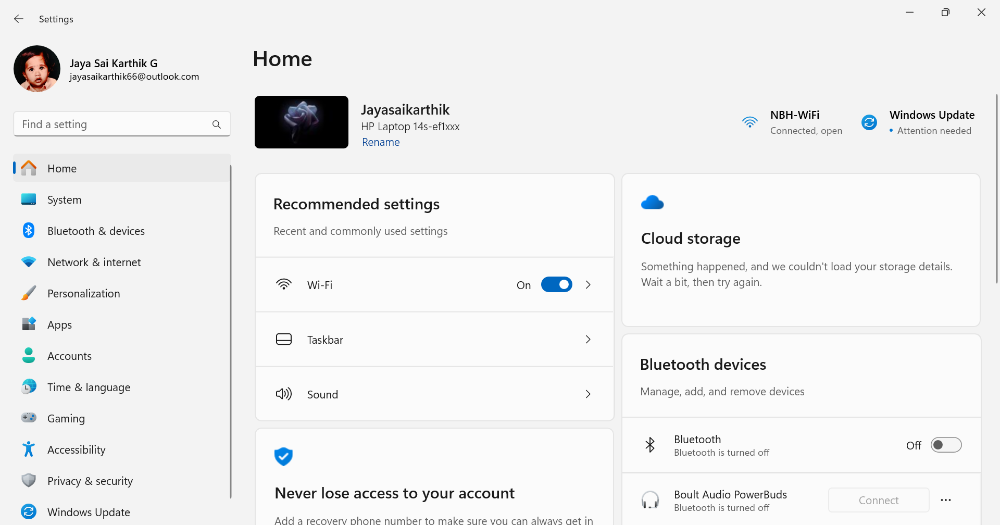 Settings
Jaya Sai Karthik G
jayasaikarthik66@outlook.com
Find a setting
Home
System
Bluetooth & devices
Network & internet
Personalization
Apps
Accounts
Time & language
Gaming
Accessibility
Privacy & security
Windows Update
Home
Jayasaikarthik
HP Laptop 14s-ef1xxx
Rename
NBH-WiFi
Connected, open
Windows Update
• Attention needed
Recommended settings
Recent and commonly used settings
Wi-Fi
On
Taskbar
Sound
Never lose access to your account
Add a recovery phone number to make sure you can always get in
Cloud storage
Something happened, and we couldn't load your storage details.
Wait a bit, then try again.
Bluetooth devices
Manage, add, and remove devices
Bluetooth
Bluetooth is turned off
Off
Boult Audio PowerBuds
Bluetooth is turned off
Connect